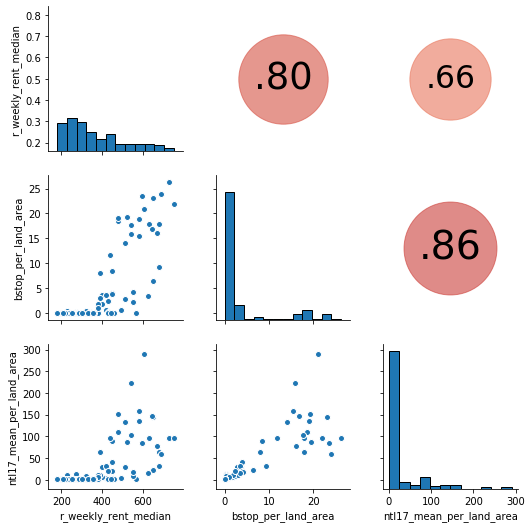 r_weekly_rent_median
0.8
0.7
0.6
0.5
0.4
0.3
0.2
.80
.66
bstop_per_land_area
25
20
15
10
5
0
.86
ntl17_mean_per_land_area
300
250
200
150
100
50
0
200 400 600
0 10 20
0 100 200 300
r_weekly_rent_median
bstop_per_land_area
ntl17_mean_per_land_area